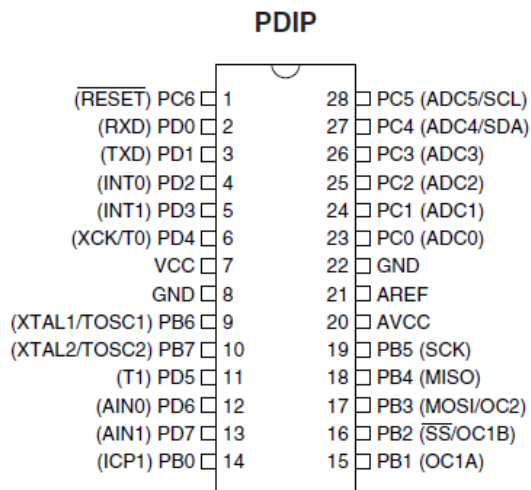 PDIP
(RESET) PC6 1 28 PC5 (ADC5/SCL)
(RXD) PD0 2 27 PC4 (ADC4/SDA)
(TXD) PD1 3 26 PC3 (ADC3)
(INT0) PD2 4 25 PC2 (ADC2)
(INT1) PD3 5 24 PC1 (ADC1)
(XCK/T0) PD4 6 23 PC0 (ADC0)
VCC 7 22 GND
GND 8 21 AREF
(XTAL1/TOSC1) PB6 9 20 AVCC
(XTAL2/TOSC2) PB7 10 19 PB5 (SCK)
(T1) PD5 11 18 PB4 (MISO)
(AIN0) PD6 12 17 PB3 (MOSI/OC2)
(AIN1) PD7 13 16 PB2 (SS/OC1B)
(ICP1) PB0 14 15 PB1 (OC1A)